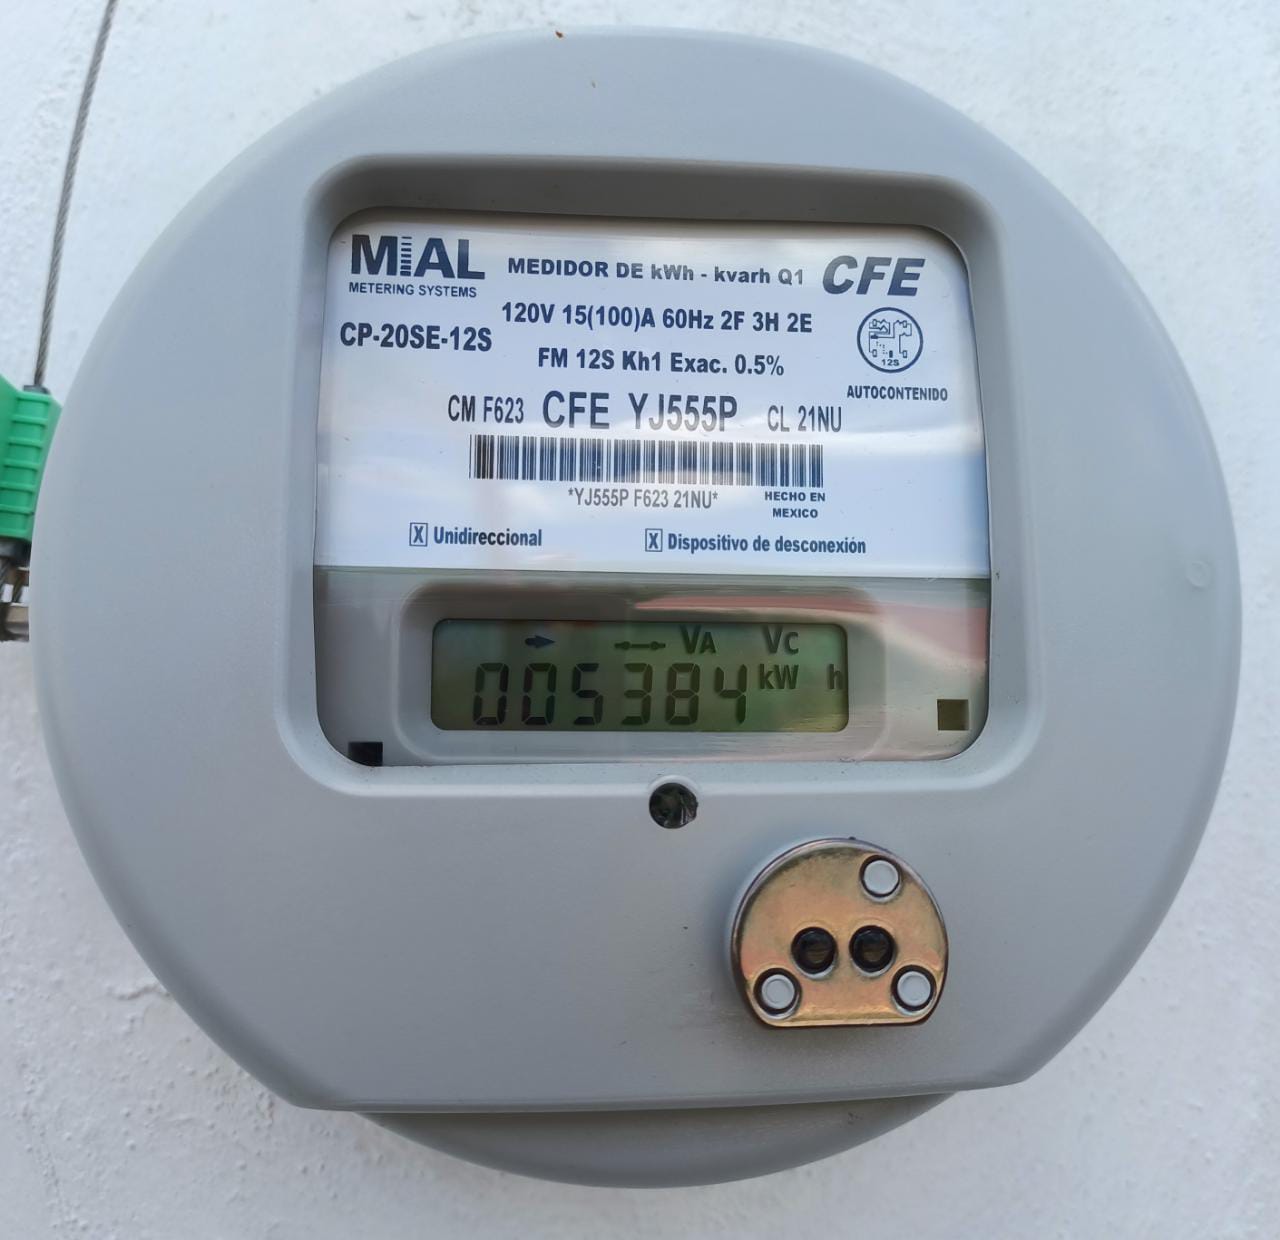 MIAL
METERING SYSTEMS
MEDIDOR DE kWh - kvarh Q1
CFE
120V 15(100)A 60Hz 2F 3H 2E
CP-20SE-12S
FM 12S Kh1 Exac. 0.5%
12S
AUTOCONTENIDO
CM F623 CFE YJ555P CL 21NU
*YJ555P F623 21NU*
HECHO EN
MEXICO
X Unidireccional
X Dispositivo de desconexión
VA VC
005384 kW h